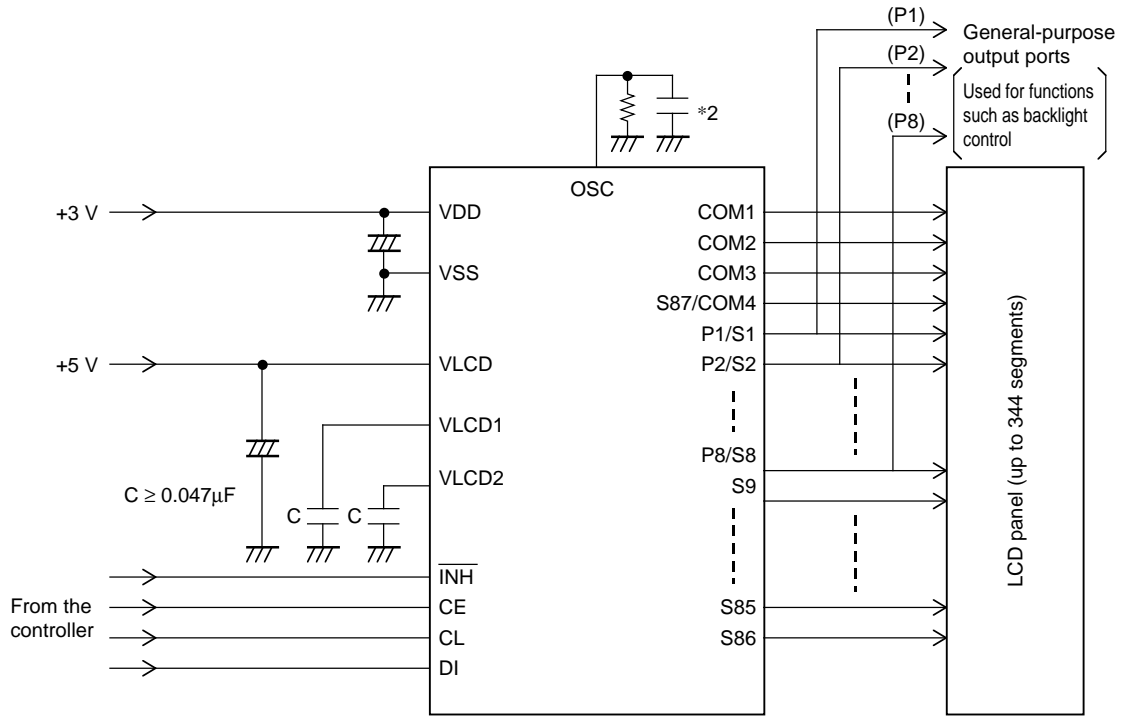 (P1)
General-purpose
output ports
(P2)
Used for functions
such as backlight
control
(P8)
*2
OSC
+3 V
VDD
VSS
+5 V
VLCD
VLCD1
VLCD2
C ≥ 0.047μF
C
C
From the
controller
INH
CE
CL
DI
COM1
COM2
COM3
S87/COM4
P1/S1
P2/S2
P8/S8
S9
S85
S86
LCD panel (up to 344 segments)